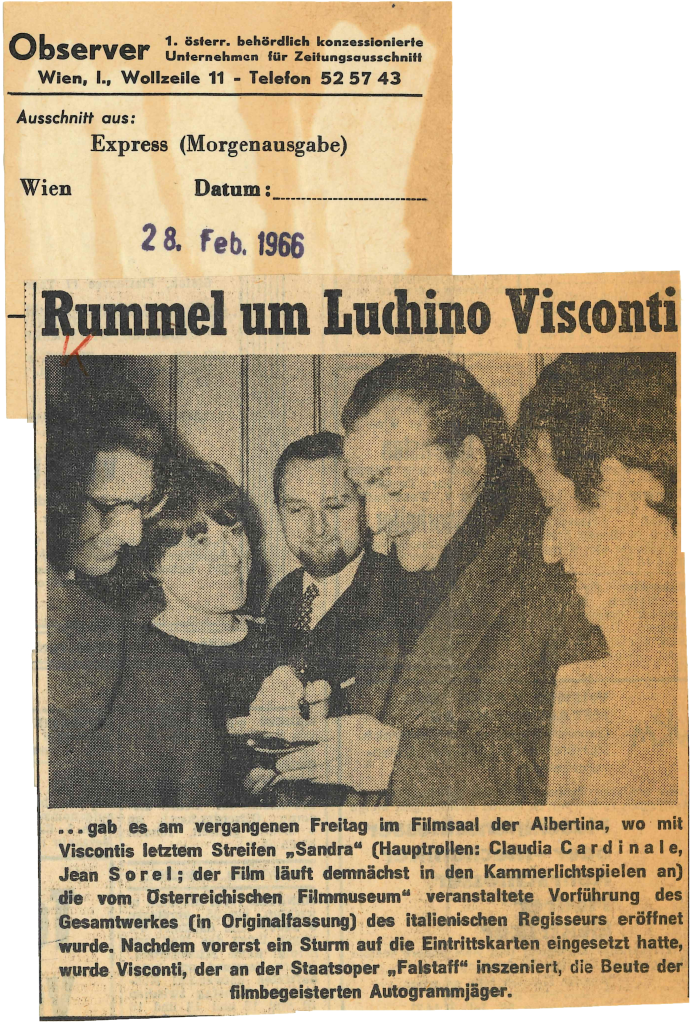 Observer 1. österr. behördlich konzessionierte
Unternehmen für Zeitungsausschnitt
Wien, I., Wollzeile 11 - Telefon 52 57 43
Ausschnitt aus:
Express (Morgenausgabe)
Wien Datum:
28. Feb. 1966
Rummel um Luchino Visconti
K
...gab es am vergangenen Freitag im Filmsaal der Albertina, wo mit
Viscontis letztem Streifen „Sandra“ (Hauptrollen: Claudia Cardinale,
Jean Sorel; der Film läuft demnächst in den Kammerlichtspielen an)
die vom Österreichischen Filmmuseum“ veranstaltete Vorführung des
Gesamtwerkes (in Originalfassung) des italienischen Regisseurs eröffnet
wurde. Nachdem vorerst ein Sturm auf die Eintrittskarten eingesetzt hatte,
wurde Visconti, der an der Staatsoper „Falstaff“ inszeniert, die Beute der
filmbegeisterten Autogrammjäger.